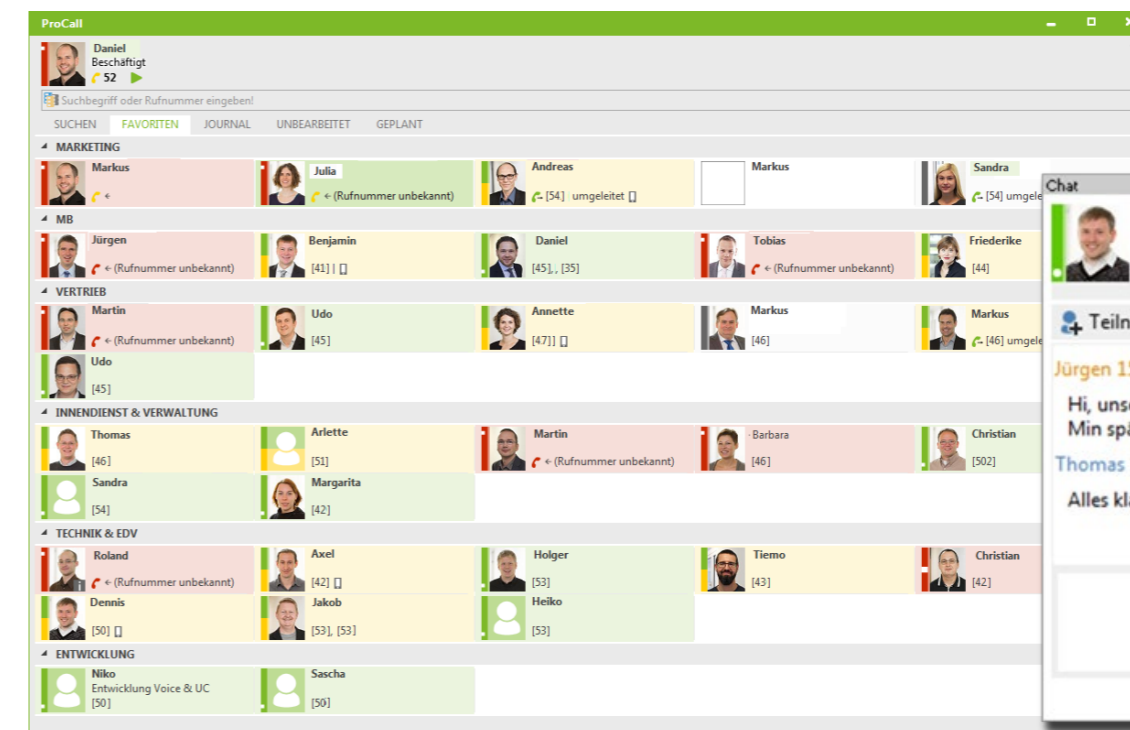 ProCall
Daniel
Beschäftigt
52
Suchbegriff oder Rufnummer eingeben!
SUCHEN FAVORITEN JOURNAL UNBEARBEITET GEPLANT
MARKETING
Markus Julia Andreas Markus Sandra
← ← (Rufnummer unbekannt) [54] umgeleitet [] [54] umgele
MB
Jürgen Benjamin Daniel Tobias Friederike
← (Rufnummer unbekannt) [41] | [] [45], , [35] ← (Rufnummer unbekannt) [44]
VERTRIEB
Martin Udo Annette Markus Markus
← (Rufnummer unbekannt) [45] [47]] [] [46] [46] umgele
Udo
[45]
INNENDIENST & VERWALTUNG
Thomas Arlette Martin - Barbara Christian
[46] [51] ← (Rufnummer unbekannt) [46] [502]
Sandra Margarita
[54] [42]
TECHNIK & EDV
Roland Axel Holger Tiemo Christian
← (Rufnummer unbekannt) [42] [] [53] [43] [42]
Dennis Jakob Heiko
[50] [] [53], [53] [53]
ENTWICKLUNG
Niko Sascha
Entwicklung Voice & UC
[50] [50]
Chat
Teiln
Jürgen 15
Hi, uns
Min spä
Thomas
Alles kla